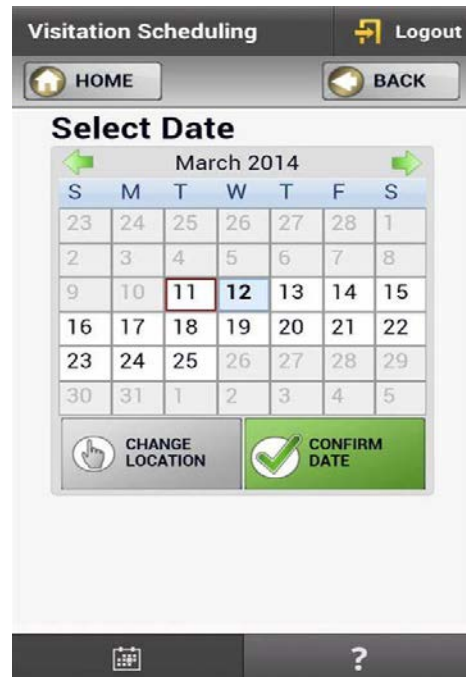 Visitation Scheduling Logout
HOME BACK
Select Date
March 2014
S M T W T F S
23 24 25 26 27 28 1
2 3 4 5 6 7 8
9 10 11 12 13 14 15
16 17 18 19 20 21 22
23 24 25 26 27 28 29
30 31 1 2 3 4 5
CHANGE
LOCATION
CONFIRM
DATE
?